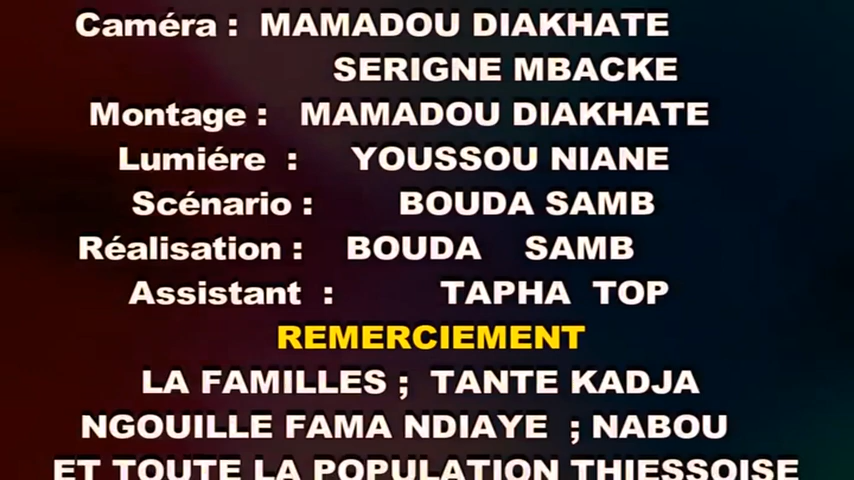 Caméra : MAMADOU DIAKHATE
SERIGNE MBACKE
Montage : MAMADOU DIAKHATE
Lumiére : YOUSSOU NIANE
Scénario : BOUDA SAMB
Réalisation : BOUDA SAMB
Assistant : TAPHA TOP
REMERCIEMENT
LA FAMILLES ; TANTE KADJA
NGOUILLE FAMA NDIAYE ; NABOU
ET TOUTE LA POPULATION THIESSOISE